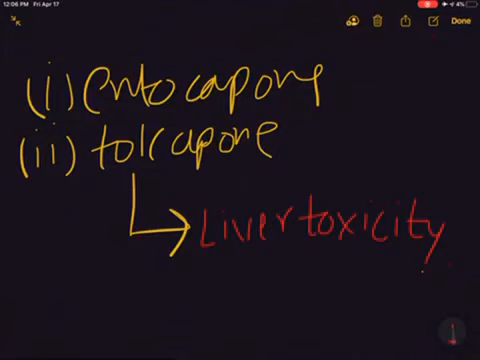 12:06 PM Fri Apr 17 4%
Done
(i) entocapone
(ii) tolcapone
Liver toxicity